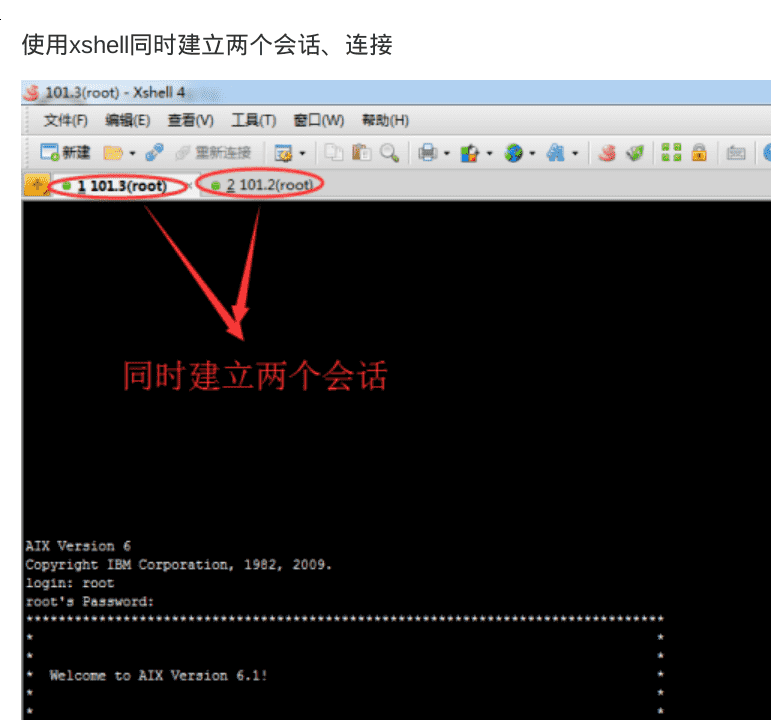 使用xshell同时建立两个会话、连接
101.3(root) - Xshell 4
文件(F) 编辑(E) 查看(V) 工具(T) 窗口(W) 帮助(H)
新建 重新连接
1 101.3(root) × 2 101.2(root)
同时建立两个会话
AIX Version 6
Copyright IBM Corporation, 1982, 2009.
login: root
root's Password:
*******************************************************************************
* *
* *
* Welcome to AIX Version 6.1! *
* *
* *